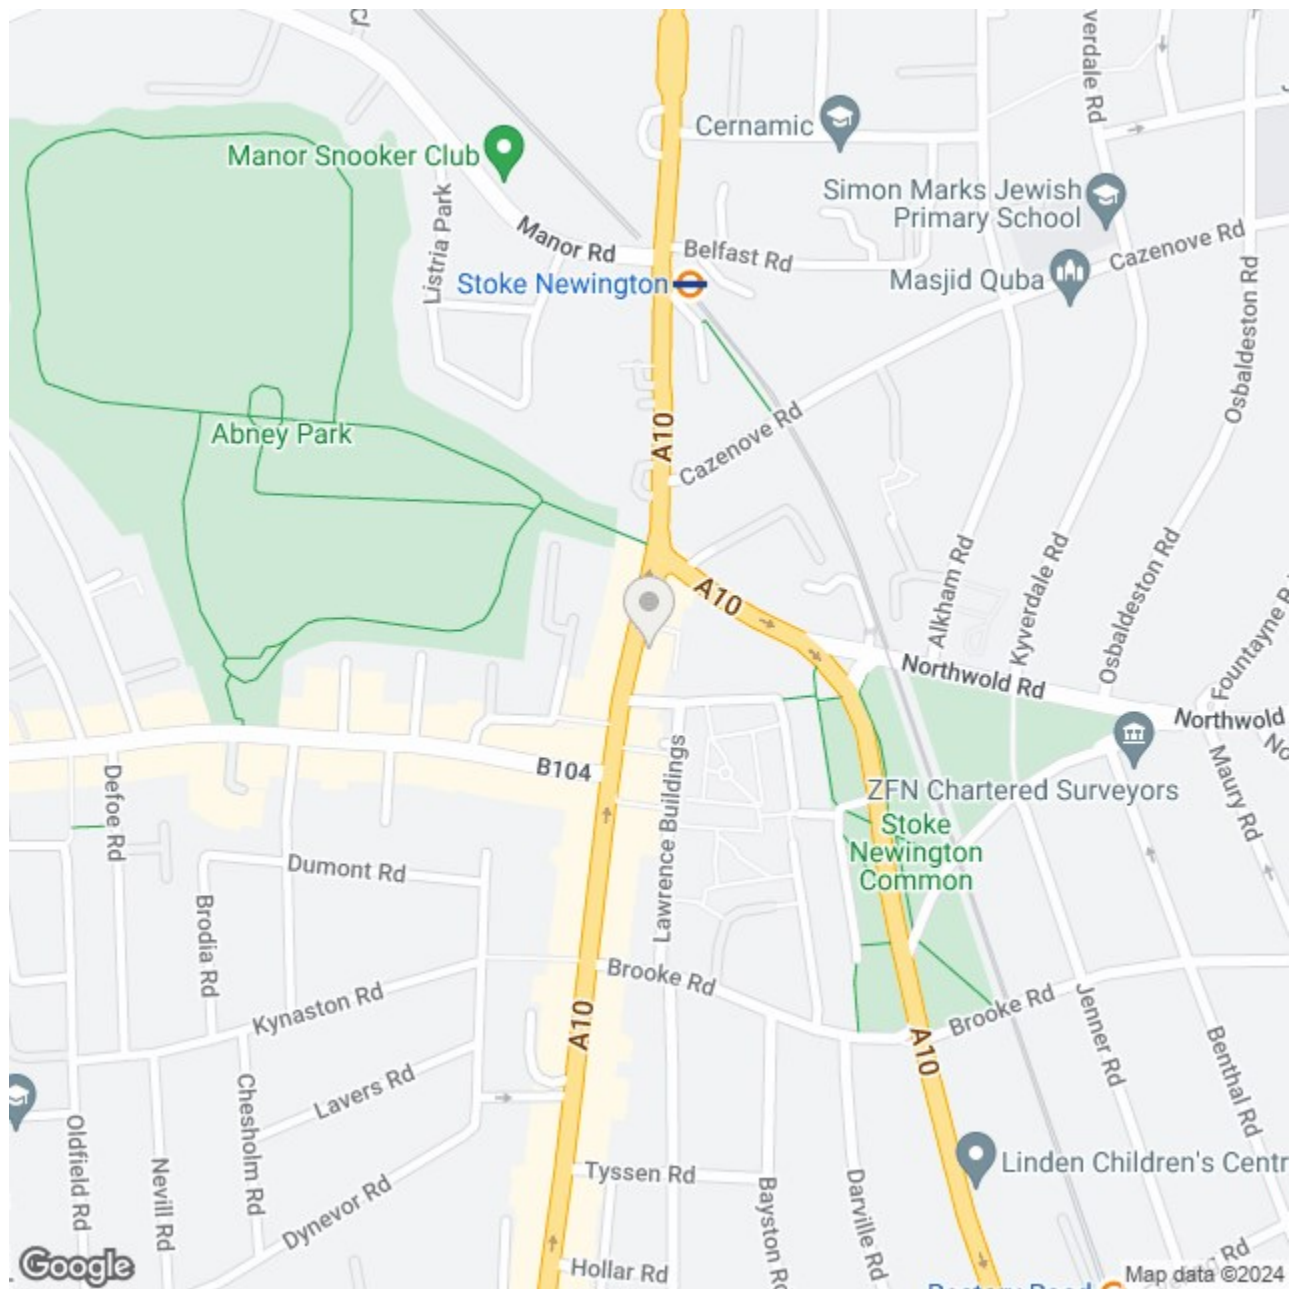 verdale Rd
Cernamic
Manor Snooker Club
Simon Marks Jewish
Primary School
Listria Park
Manor Rd
Belfast Rd
Cazenove Rd
Stoke Newington
Masjid Quba
Osbaldeston Rd
A10
Cazenove Rd
Abney Park
A10
Alkham Rd
Kyverdale Rd
Osbaldeston Rd
Fountayne R
Northwold Rd
Northwold
No
B104
Defoe Rd
Lawrence Buildings
ZFN Chartered Surveyors
Maury Rd
Stoke
Newington
Common
Dumont Rd
Brodia Rd
Brooke Rd
Kynaston Rd
A10
Brooke Rd
A10
Jenner Rd
Benthal Rd
Lavers Rd
Chesholm Rd
Oldfield Rd
Nevill Rd
Dynevor Rd
Tyssen Rd
Bayston Rd
Darville Rd
Linden Children's Centr
Hollar Rd
Google
Map data ©2024